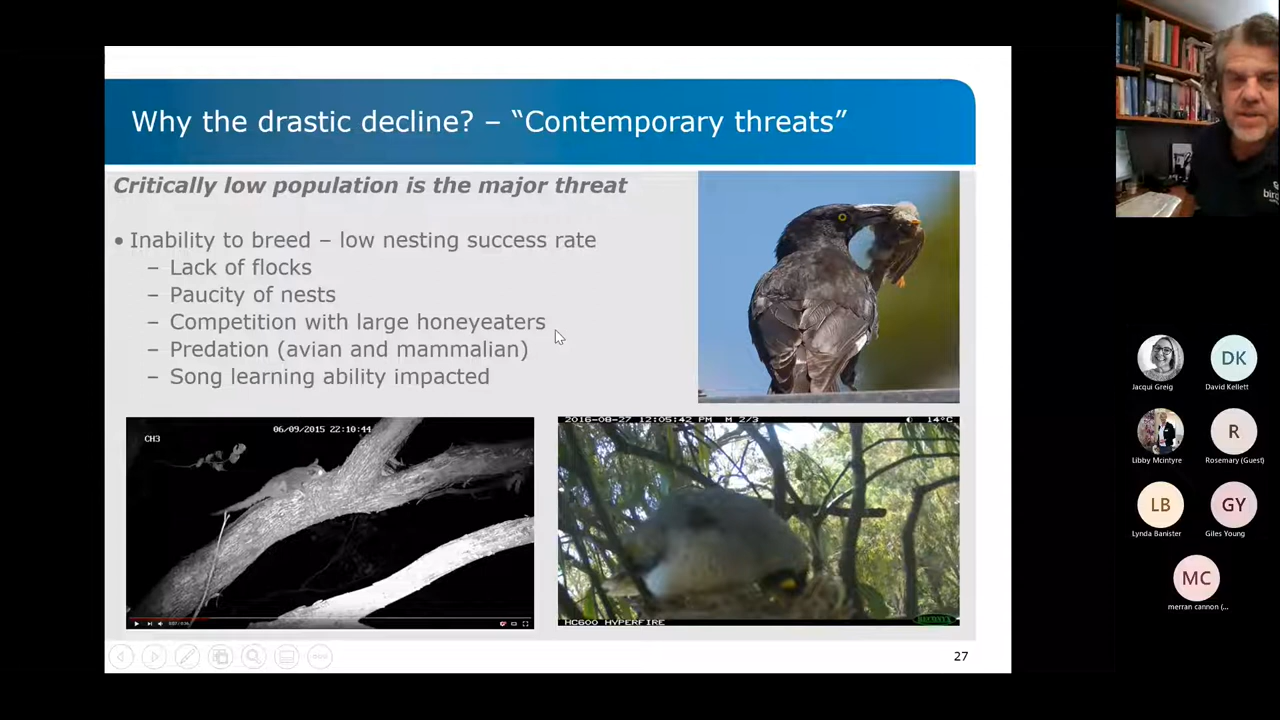 Why the drastic decline? – “Contemporary threats”
Critically low population is the major threat
• Inability to breed – low nesting success rate
– Lack of flocks
– Paucity of nests
– Competition with large honeyeaters
– Predation (avian and mammalian)
– Song learning ability impacted
CH3
06/09/2015 22:10:44
2016-08-27 12:05:42 PM M 2/3
14°C
HC600 HYPERFIRE
27
bird
DK
Jacqui Greig
David Kellett
R
Libby Mcintyre
Rosemary (Guest)
LB
GY
Lynda Banister
Giles Young
MC
merran cannon (...